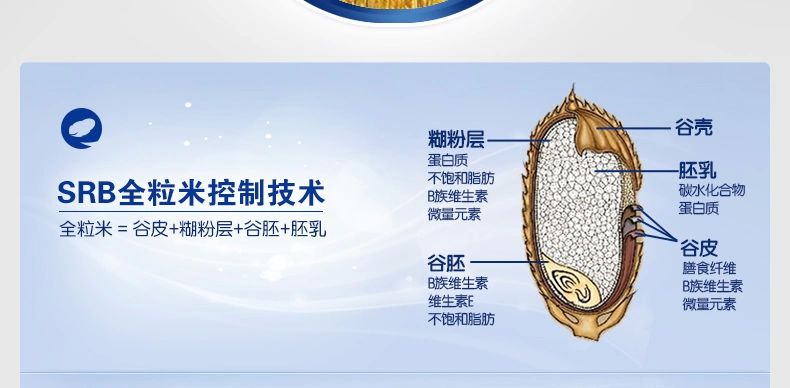 SRB全粒米控制技术
全粒米 = 谷皮+糊粉层+谷胚+胚乳
糊粉层
蛋白质
不饱和脂肪
B族维生素
微量元素
谷胚
B族维生素
维生素E
不饱和脂肪
谷壳
胚乳
碳水化合物
蛋白质
谷皮
膳食纤维
B族维生素
微量元素